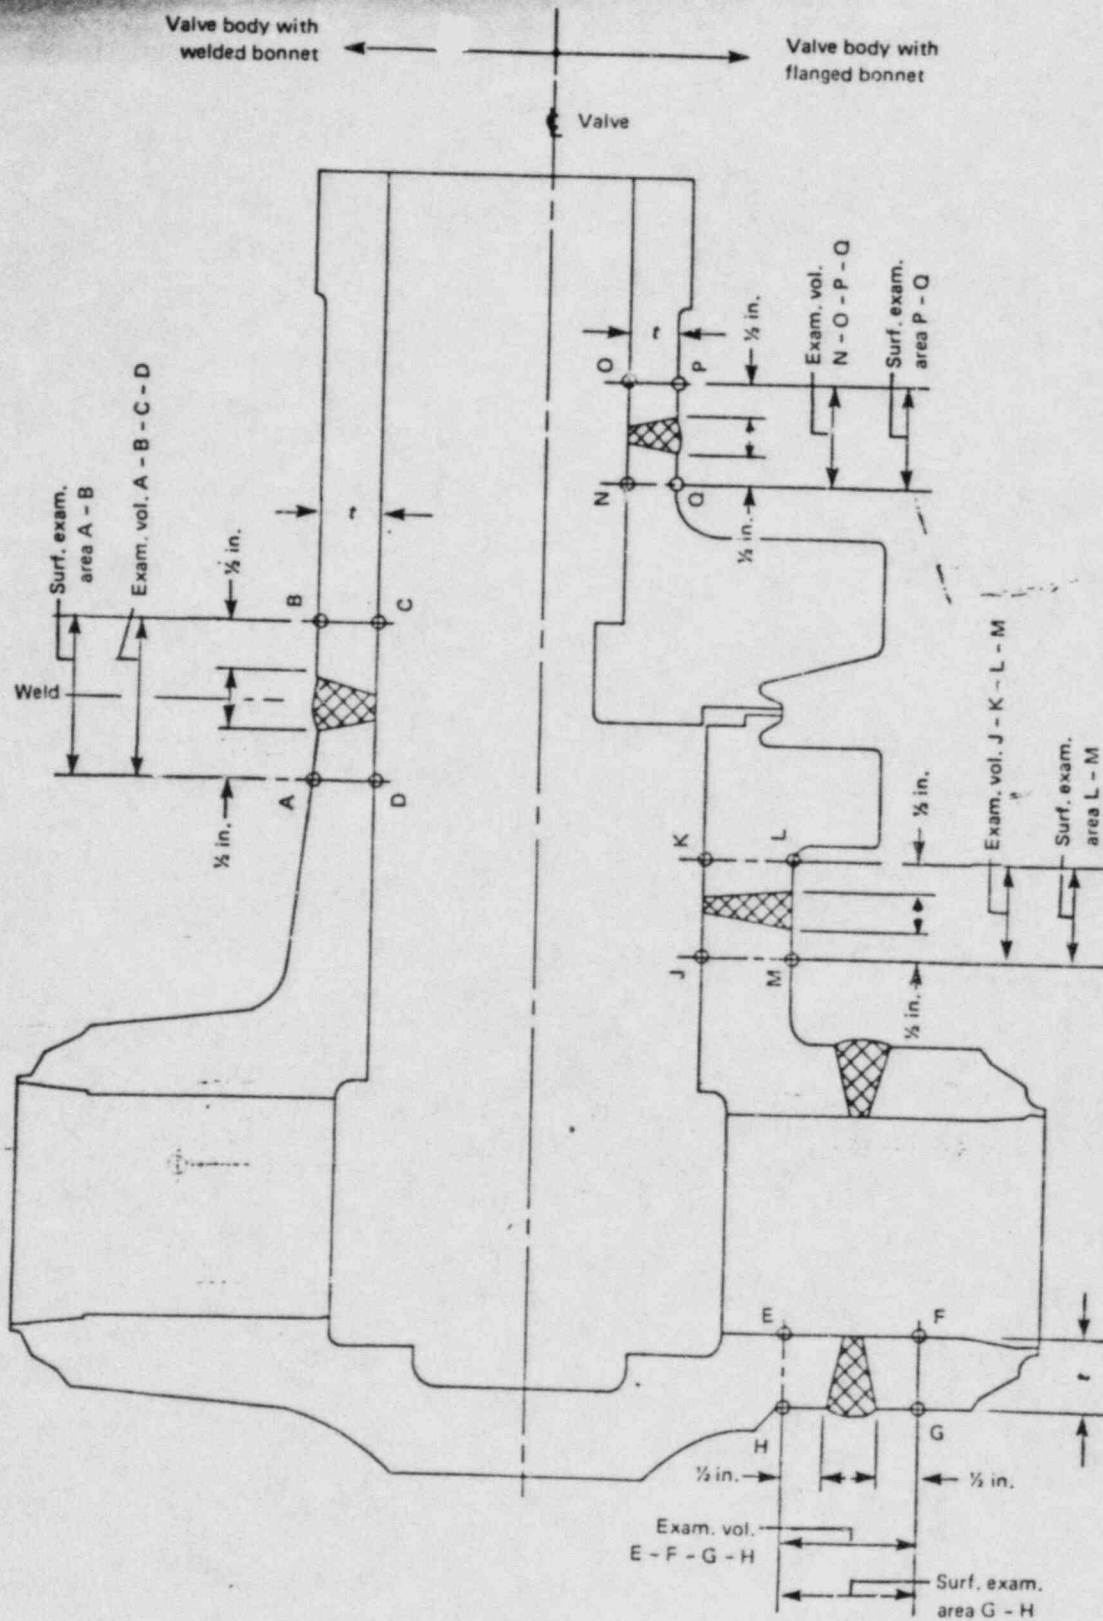 Valve body with
welded bonnet
Valve body with
flanged bonnet
℄ Valve
Surf. exam.
area A - B
Exam. vol. A - B - C - D
½ in.
B
C
t
Weld
A
D
½ in.
O
P
t
½ in.
Exam. vol.
N - O - P - Q
Surf. exam.
area P - Q
N
Q
½ in.
K
L
½ in.
Exam. vol. J - K - L - M
Surf. exam.
area L - M
J
M
½ in.
E
F
t
H
G
½ in.
½ in.
Exam. vol.
E - F - G - H
Surf. exam.
area G - H